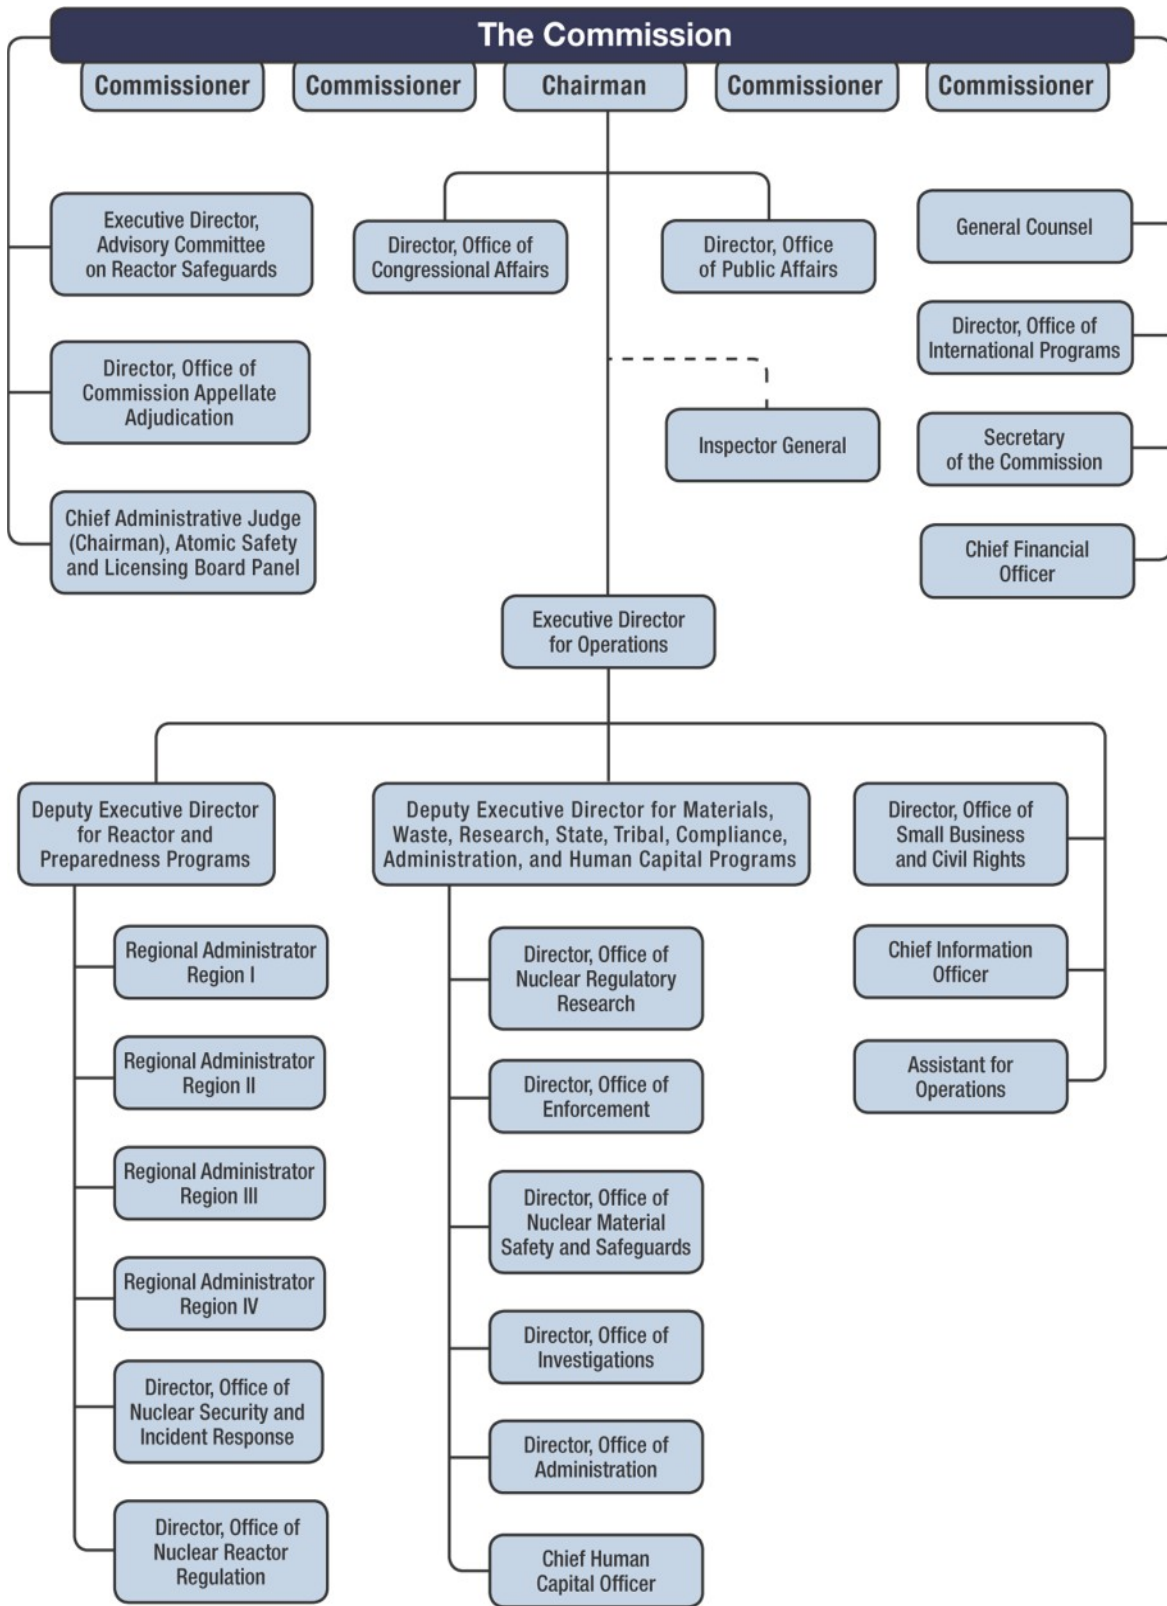 The Commission
Commissioner
Commissioner
Chairman
Commissioner
Commissioner
Executive Director,
Advisory Committee
on Reactor Safeguards
Director, Office of
Congressional Affairs
Director, Office
of Public Affairs
General Counsel
Director, Office of
International Programs
Director, Office of
Commission Appellate
Adjudication
Inspector General
Secretary
of the Commission
Chief Administrative Judge
(Chairman), Atomic Safety
and Licensing Board Panel
Chief Financial
Officer
Executive Director
for Operations
Deputy Executive Director
for Reactor and
Preparedness Programs
Deputy Executive Director for Materials,
Waste, Research, State, Tribal, Compliance,
Administration, and Human Capital Programs
Director, Office of
Small Business
and Civil Rights
Regional Administrator
Region I
Director, Office of
Nuclear Regulatory
Research
Chief Information
Officer
Regional Administrator
Region II
Director, Office of
Enforcement
Assistant for
Operations
Regional Administrator
Region III
Director, Office of
Nuclear Material
Safety and Safeguards
Regional Administrator
Region IV
Director, Office of
Investigations
Director, Office of
Nuclear Security and
Incident Response
Director, Office of
Administration
Director, Office of
Nuclear Reactor
Regulation
Chief Human
Capital Officer